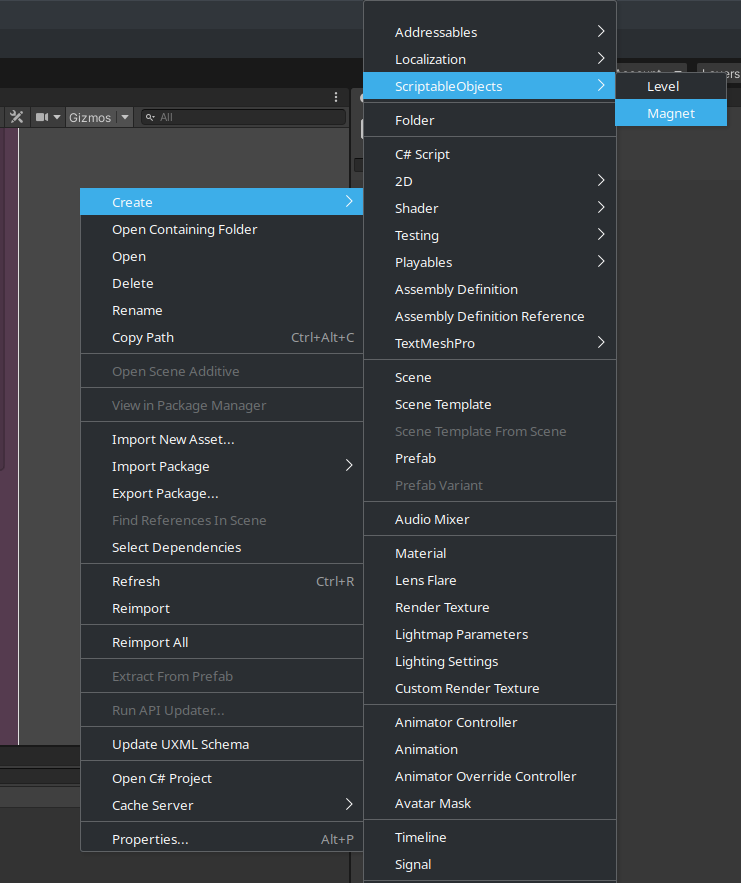 Gizmos
All
Create
Open Containing Folder
Open
Delete
Rename
Copy Path Ctrl+Alt+C
Open Scene Additive
View in Package Manager
Import New Asset...
Import Package
Export Package...
Find References In Scene
Select Dependencies
Refresh Ctrl+R
Reimport
Reimport All
Extract From Prefab
Run API Updater...
Update UXML Schema
Open C# Project
Cache Server
Properties... Alt+P
Addressables
Localization
ScriptableObjects
Folder
C# Script
2D
Shader
Testing
Playables
Assembly Definition
Assembly Definition Reference
TextMeshPro
Scene
Scene Template
Scene Template From Scene
Prefab
Prefab Variant
Audio Mixer
Material
Lens Flare
Render Texture
Lightmap Parameters
Lighting Settings
Custom Render Texture
Animator Controller
Animation
Animator Override Controller
Avatar Mask
Timeline
Signal
Level
Magnet